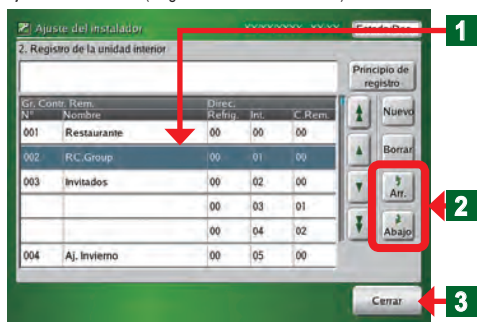 Ajuste del instalador
2. Registro de la unidad interior
Principio de
registro
Gr. Contr. Rem. Direc.
N° Nombre Refrig. Int. C.Rem.
001 Restaurante 00 00 00
002 RC.Group 00 01 00
003 Invitados 00 02 00
00 03 01
00 04 02
004 Aj. Invierno 00 05 00
Nuevo
Borrar
Arr.
Abajo
Cerrar
1
2
3